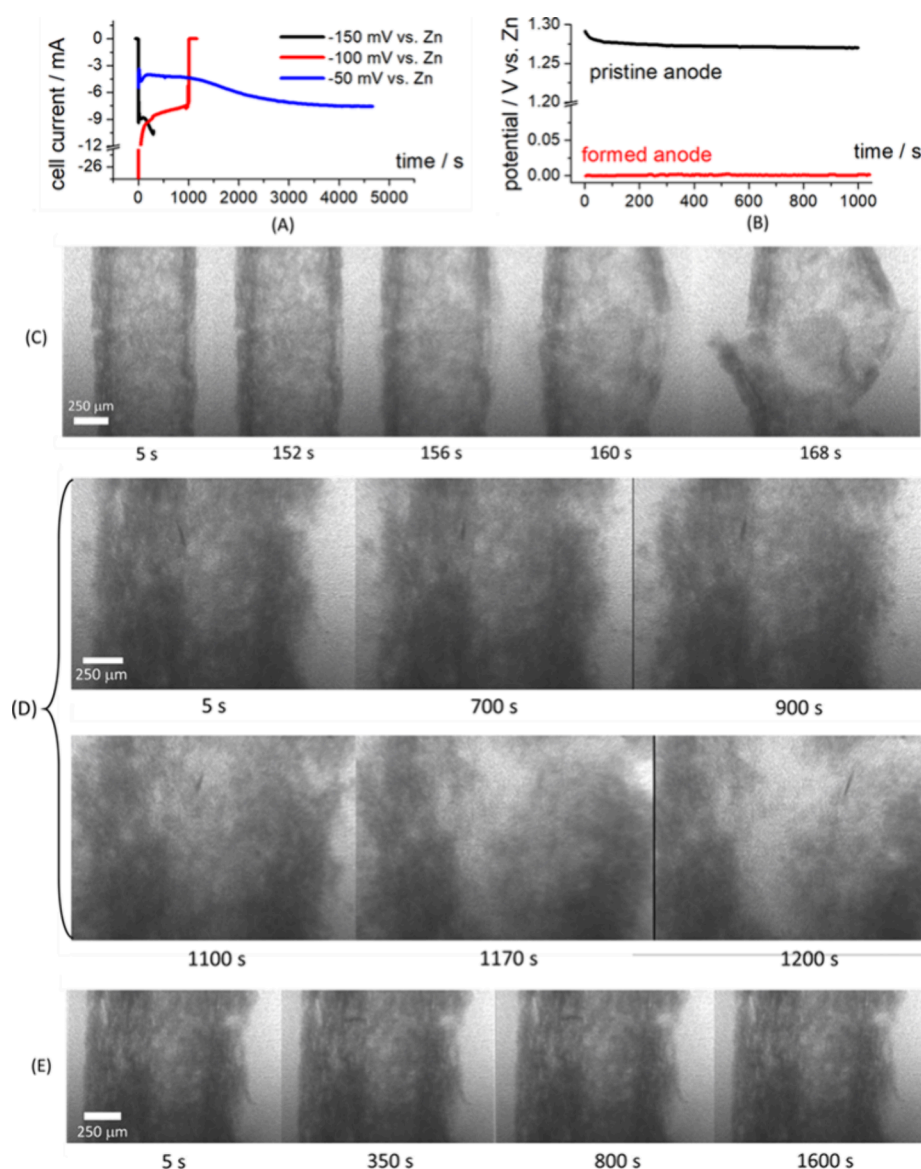 0
-3
-6
-9
-12
-26
cell current / mA
-150 mV vs. Zn
-100 mV vs. Zn
-50 mV vs. Zn
time / s
0 1000 2000 3000 4000 5000
(A)
1.30
1.25
1.20
0.05
0.00
potential / V vs. Zn
pristine anode
formed anode
time / s
0 200 400 600 800 1000
(B)
(C)
250 μm
5 s 152 s 156 s 160 s 168 s
(D)
250 μm
5 s 700 s 900 s
1100 s 1170 s 1200 s
(E)
250 μm
5 s 350 s 800 s 1600 s